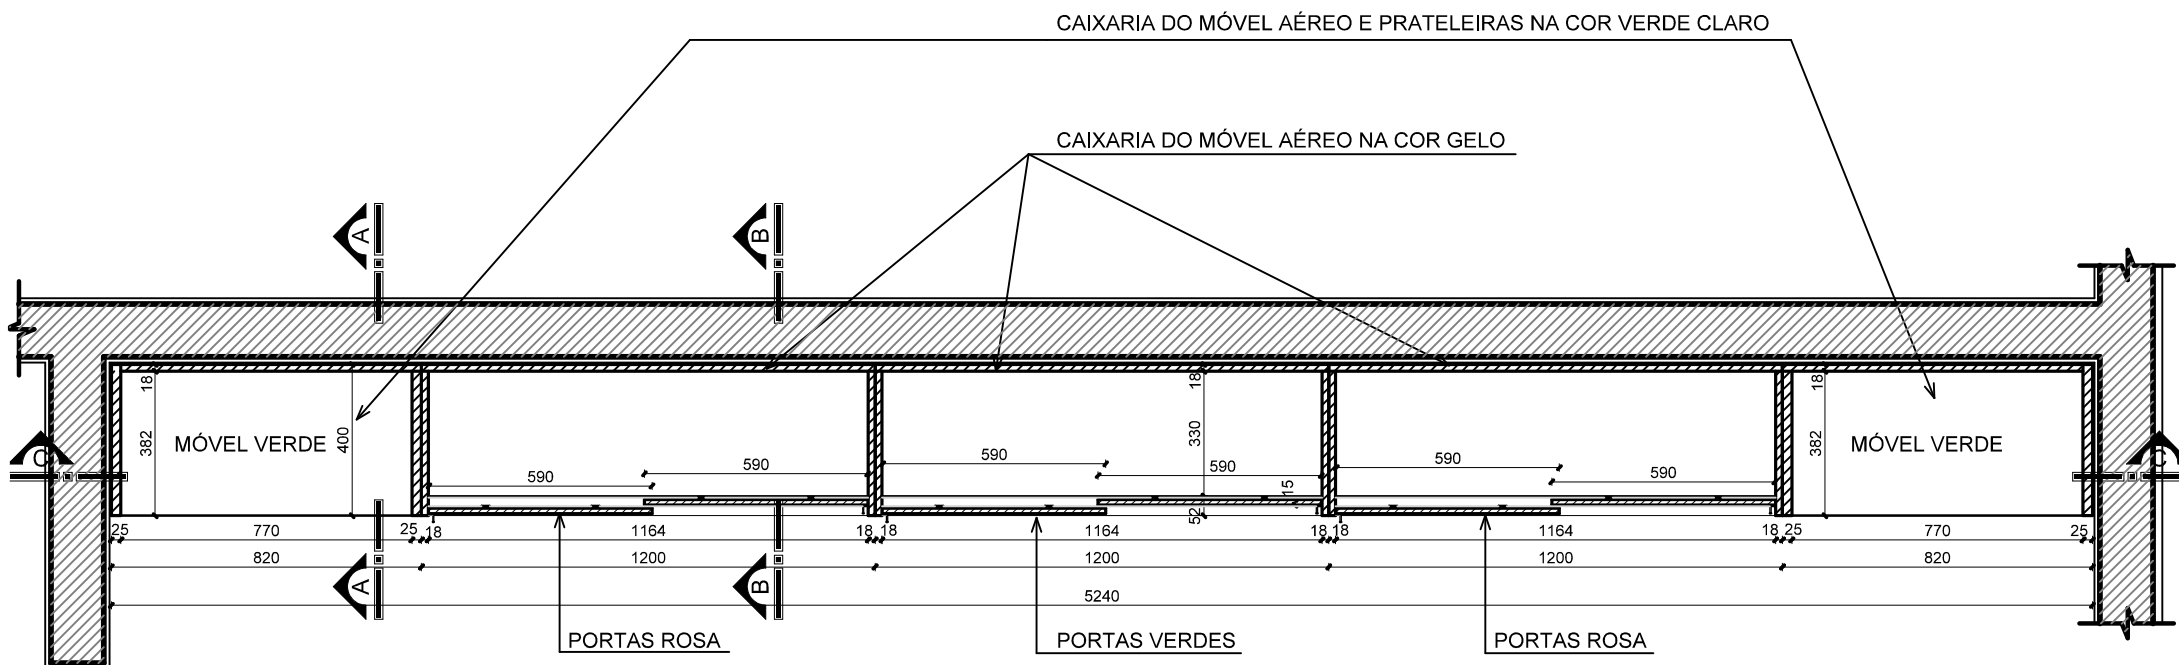 CAIXARIA DO MÓVEL AÉREO E PRATELEIRAS NA COR VERDE CLARO
CAIXARIA DO MÓVEL AÉREO NA COR GELO
A
B
18
18
18
382
MÓVEL VERDE
400
330
382
MÓVEL VERDE
C
C
590
590
590
590
590
590
15
52
25
770
25
18
1164
18
18
1164
18
18
1164
18
25
770
25
820
1200
1200
1200
820
A
B
5240
PORTAS ROSA
PORTAS VERDES
PORTAS ROSA